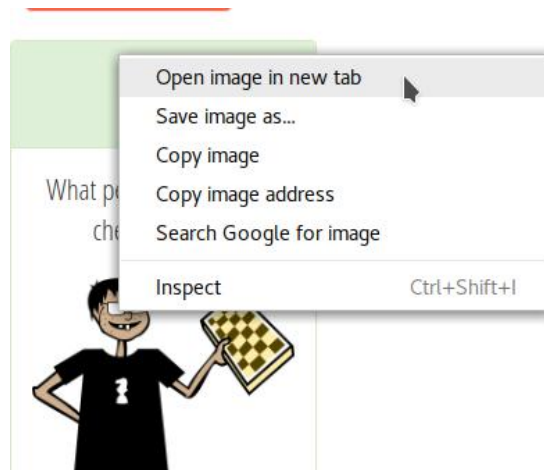 Open image in new tab
Save image as...
Copy image
What
Copy image address
Search Google for image
Inspect Ctrl+Shift+I